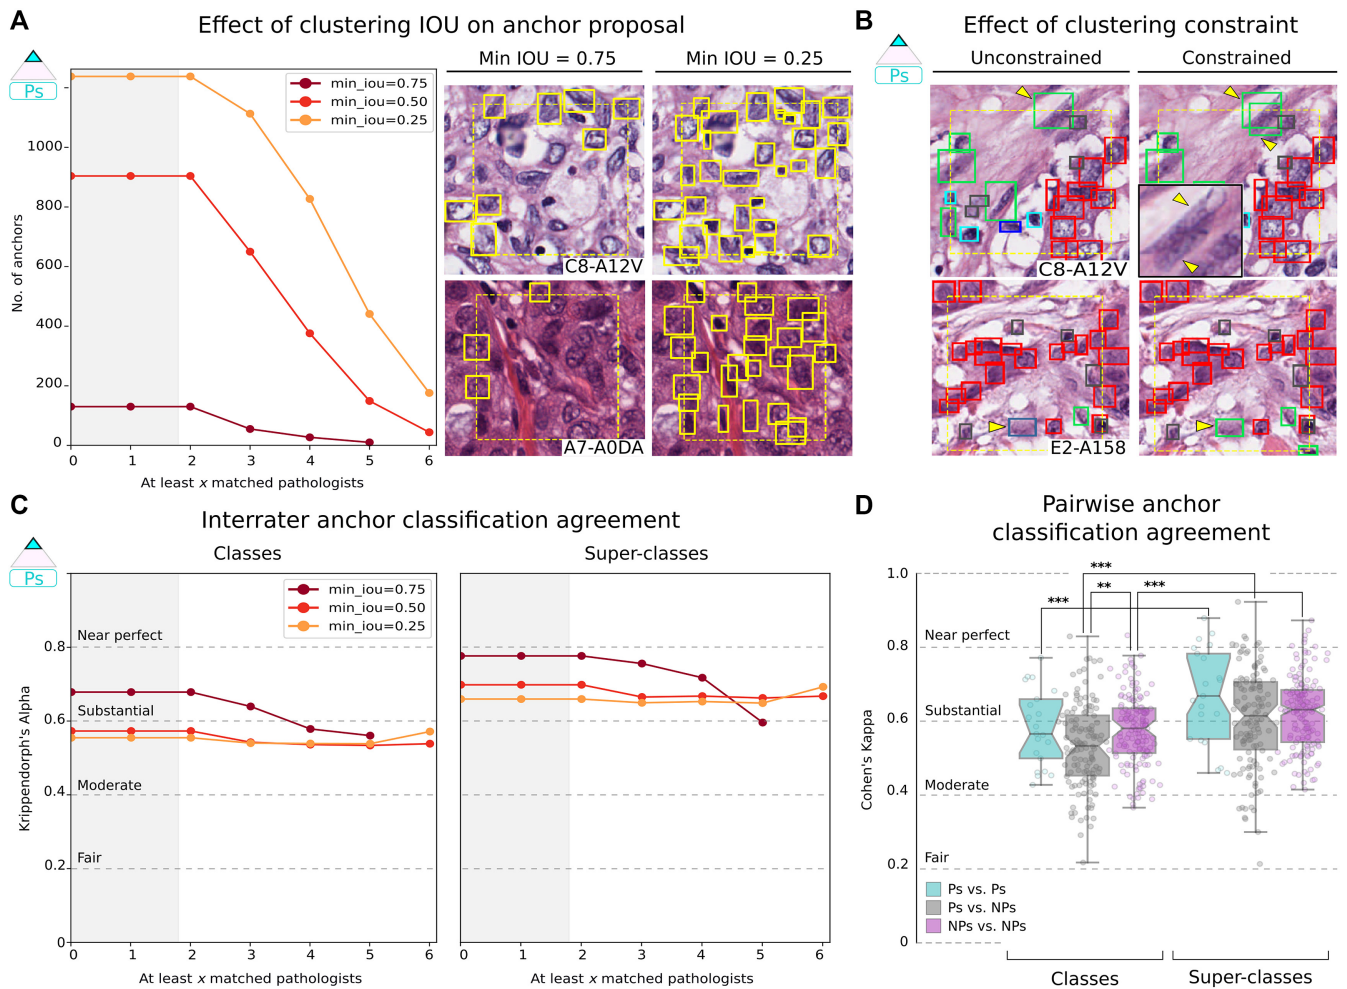 A
Effect of clustering IOU on anchor proposal
Ps
No. of anchors
1000
800
600
400
200
0
min_iou=0.75
min_iou=0.50
min_iou=0.25
0 1 2 3 4 5 6
At least x matched pathologists
Min IOU = 0.75
Min IOU = 0.25
C8-A12V
A7-A0DA
B
Effect of clustering constraint
Ps
Unconstrained
Constrained
C8-A12V
E2-A158
C
Interrater anchor classification agreement
Ps
Classes
Super-classes
Krippendorph's Alpha
0.8
0.6
0.4
0.2
0
min_iou=0.75
min_iou=0.50
min_iou=0.25
Near perfect
Substantial
Moderate
Fair
0 1 2 3 4 5 6
At least x matched pathologists
0 1 2 3 4 5 6
At least x matched pathologists
D
Pairwise anchor
classification agreement
Cohen's Kappa
1.0
0.8
0.6
0.4
0.2
0
***
** ***
***
Near perfect
Substantial
Moderate
Fair
Ps vs. Ps
Ps vs. NPs
NPs vs. NPs
Classes
Super-classes